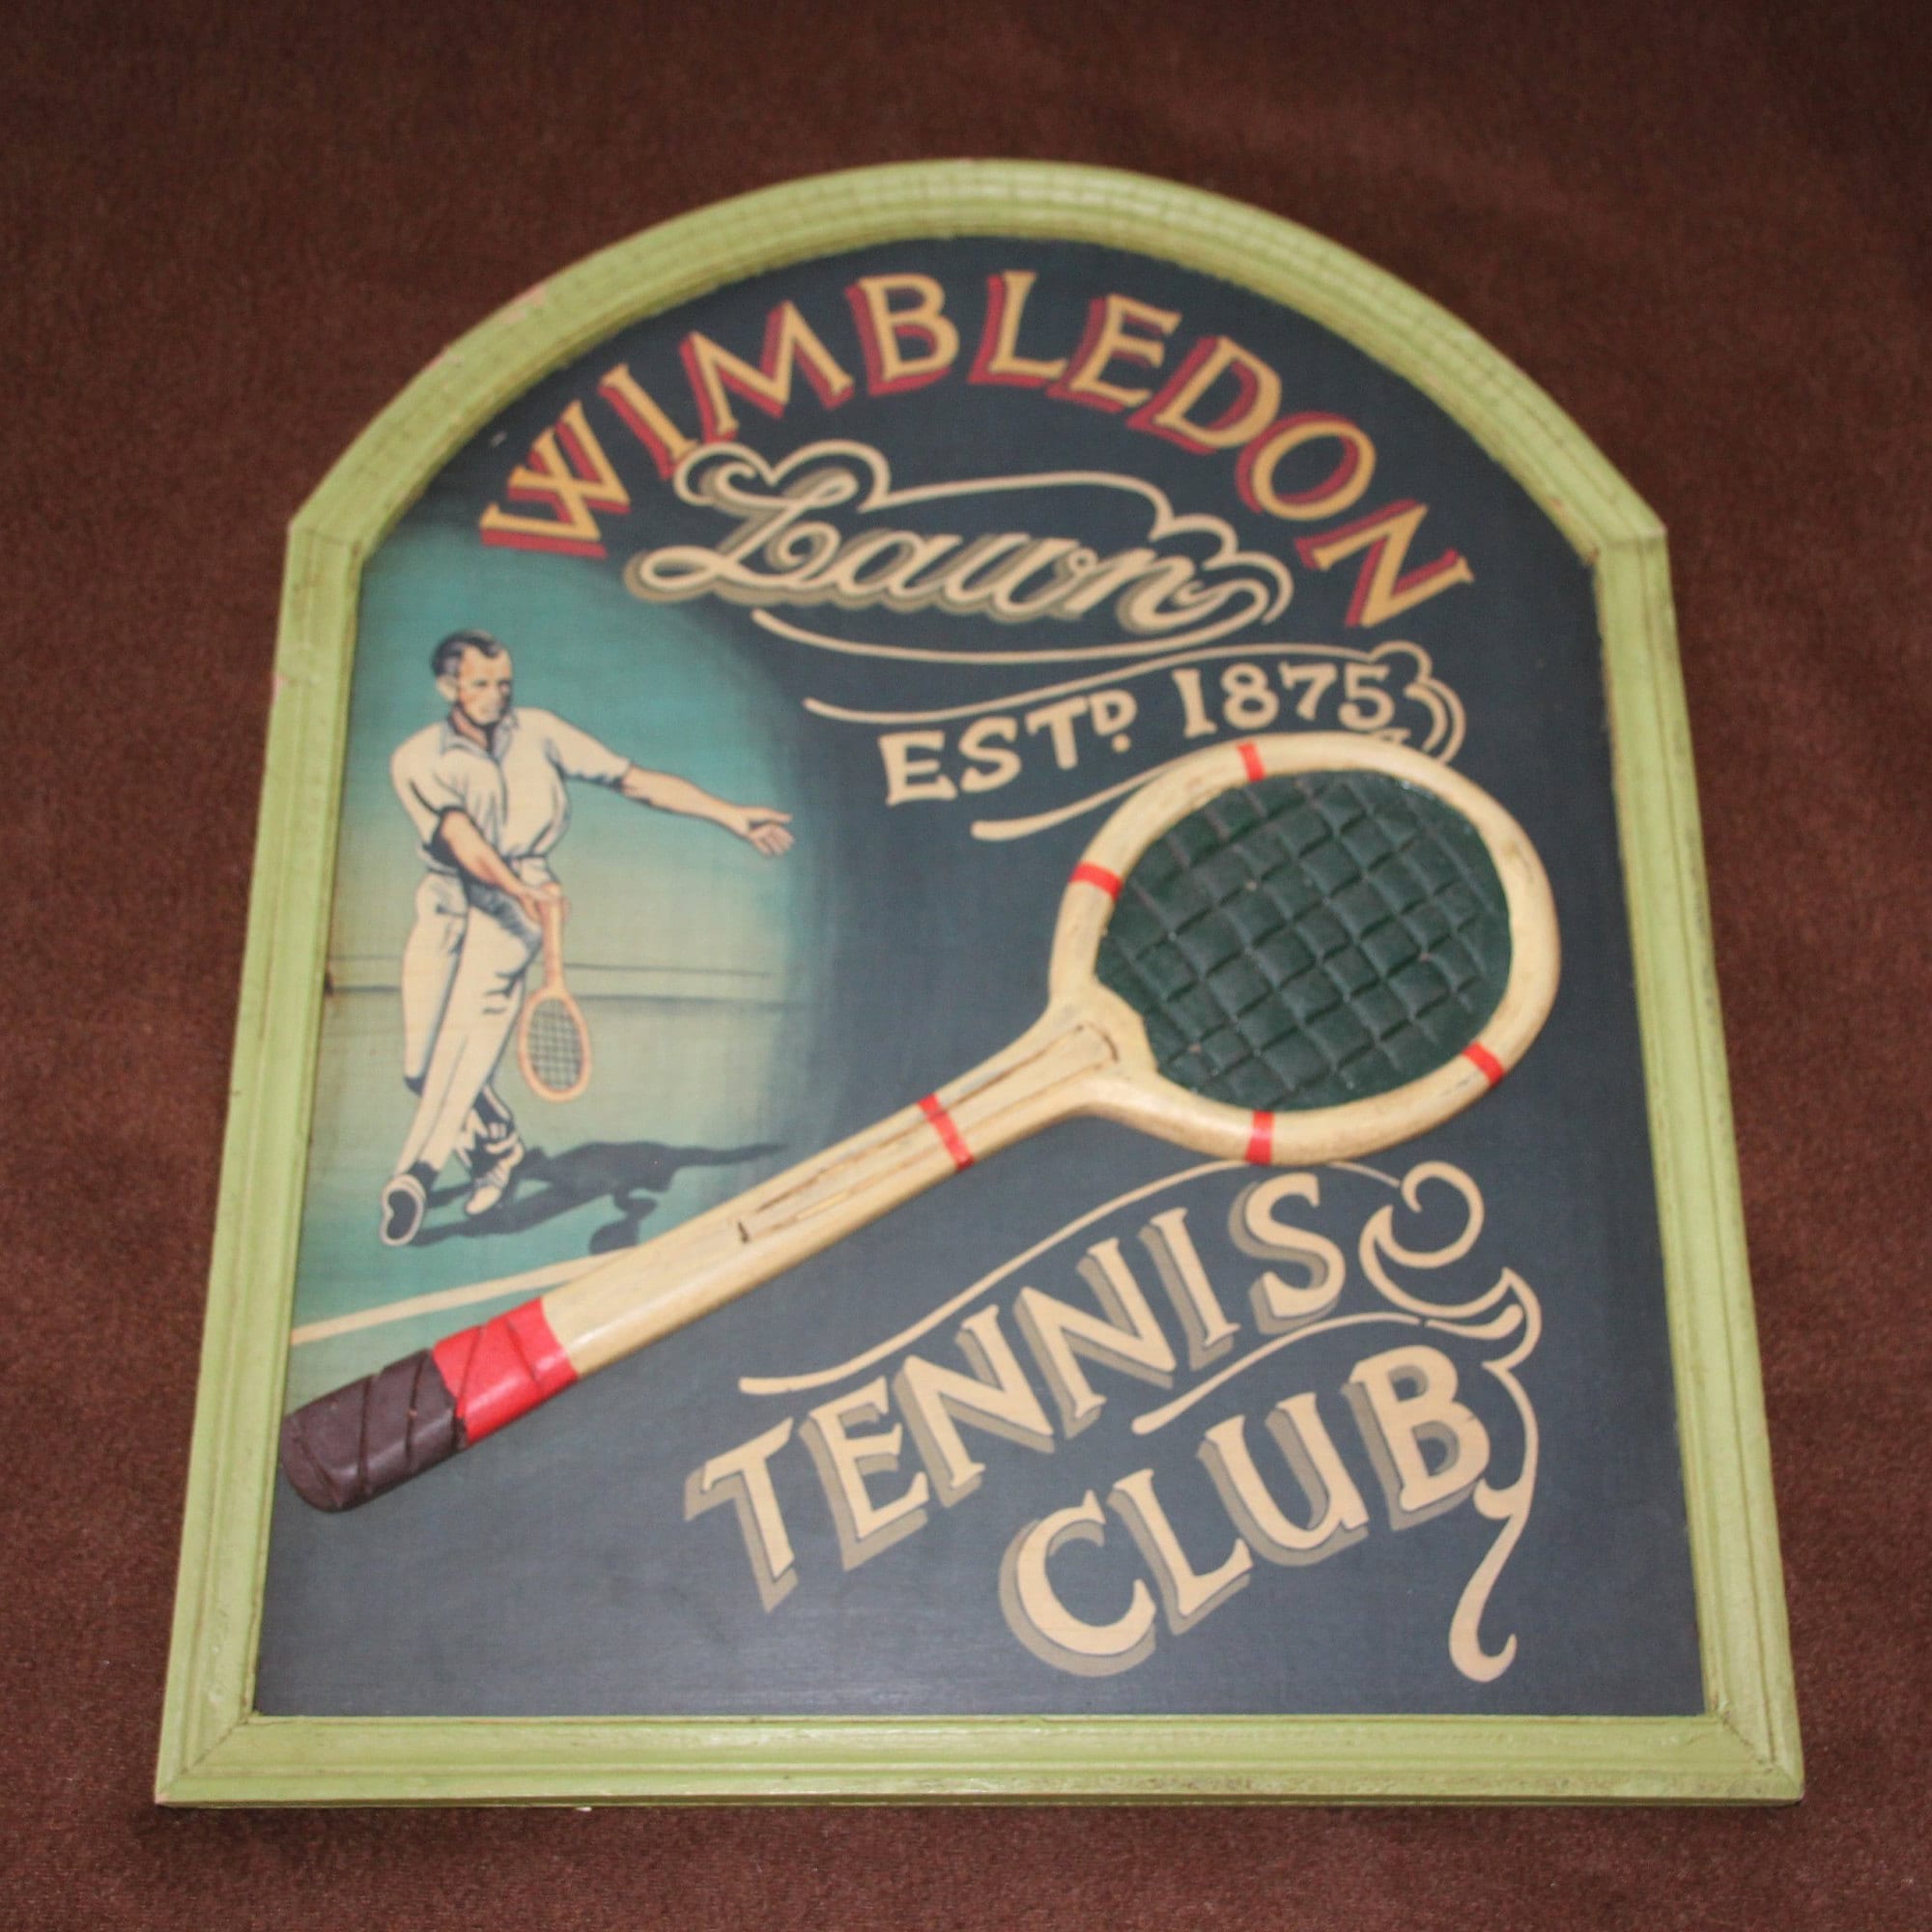 WIMBLEDON
Lawn
ESTD. 1875
TENNIS
CLUB